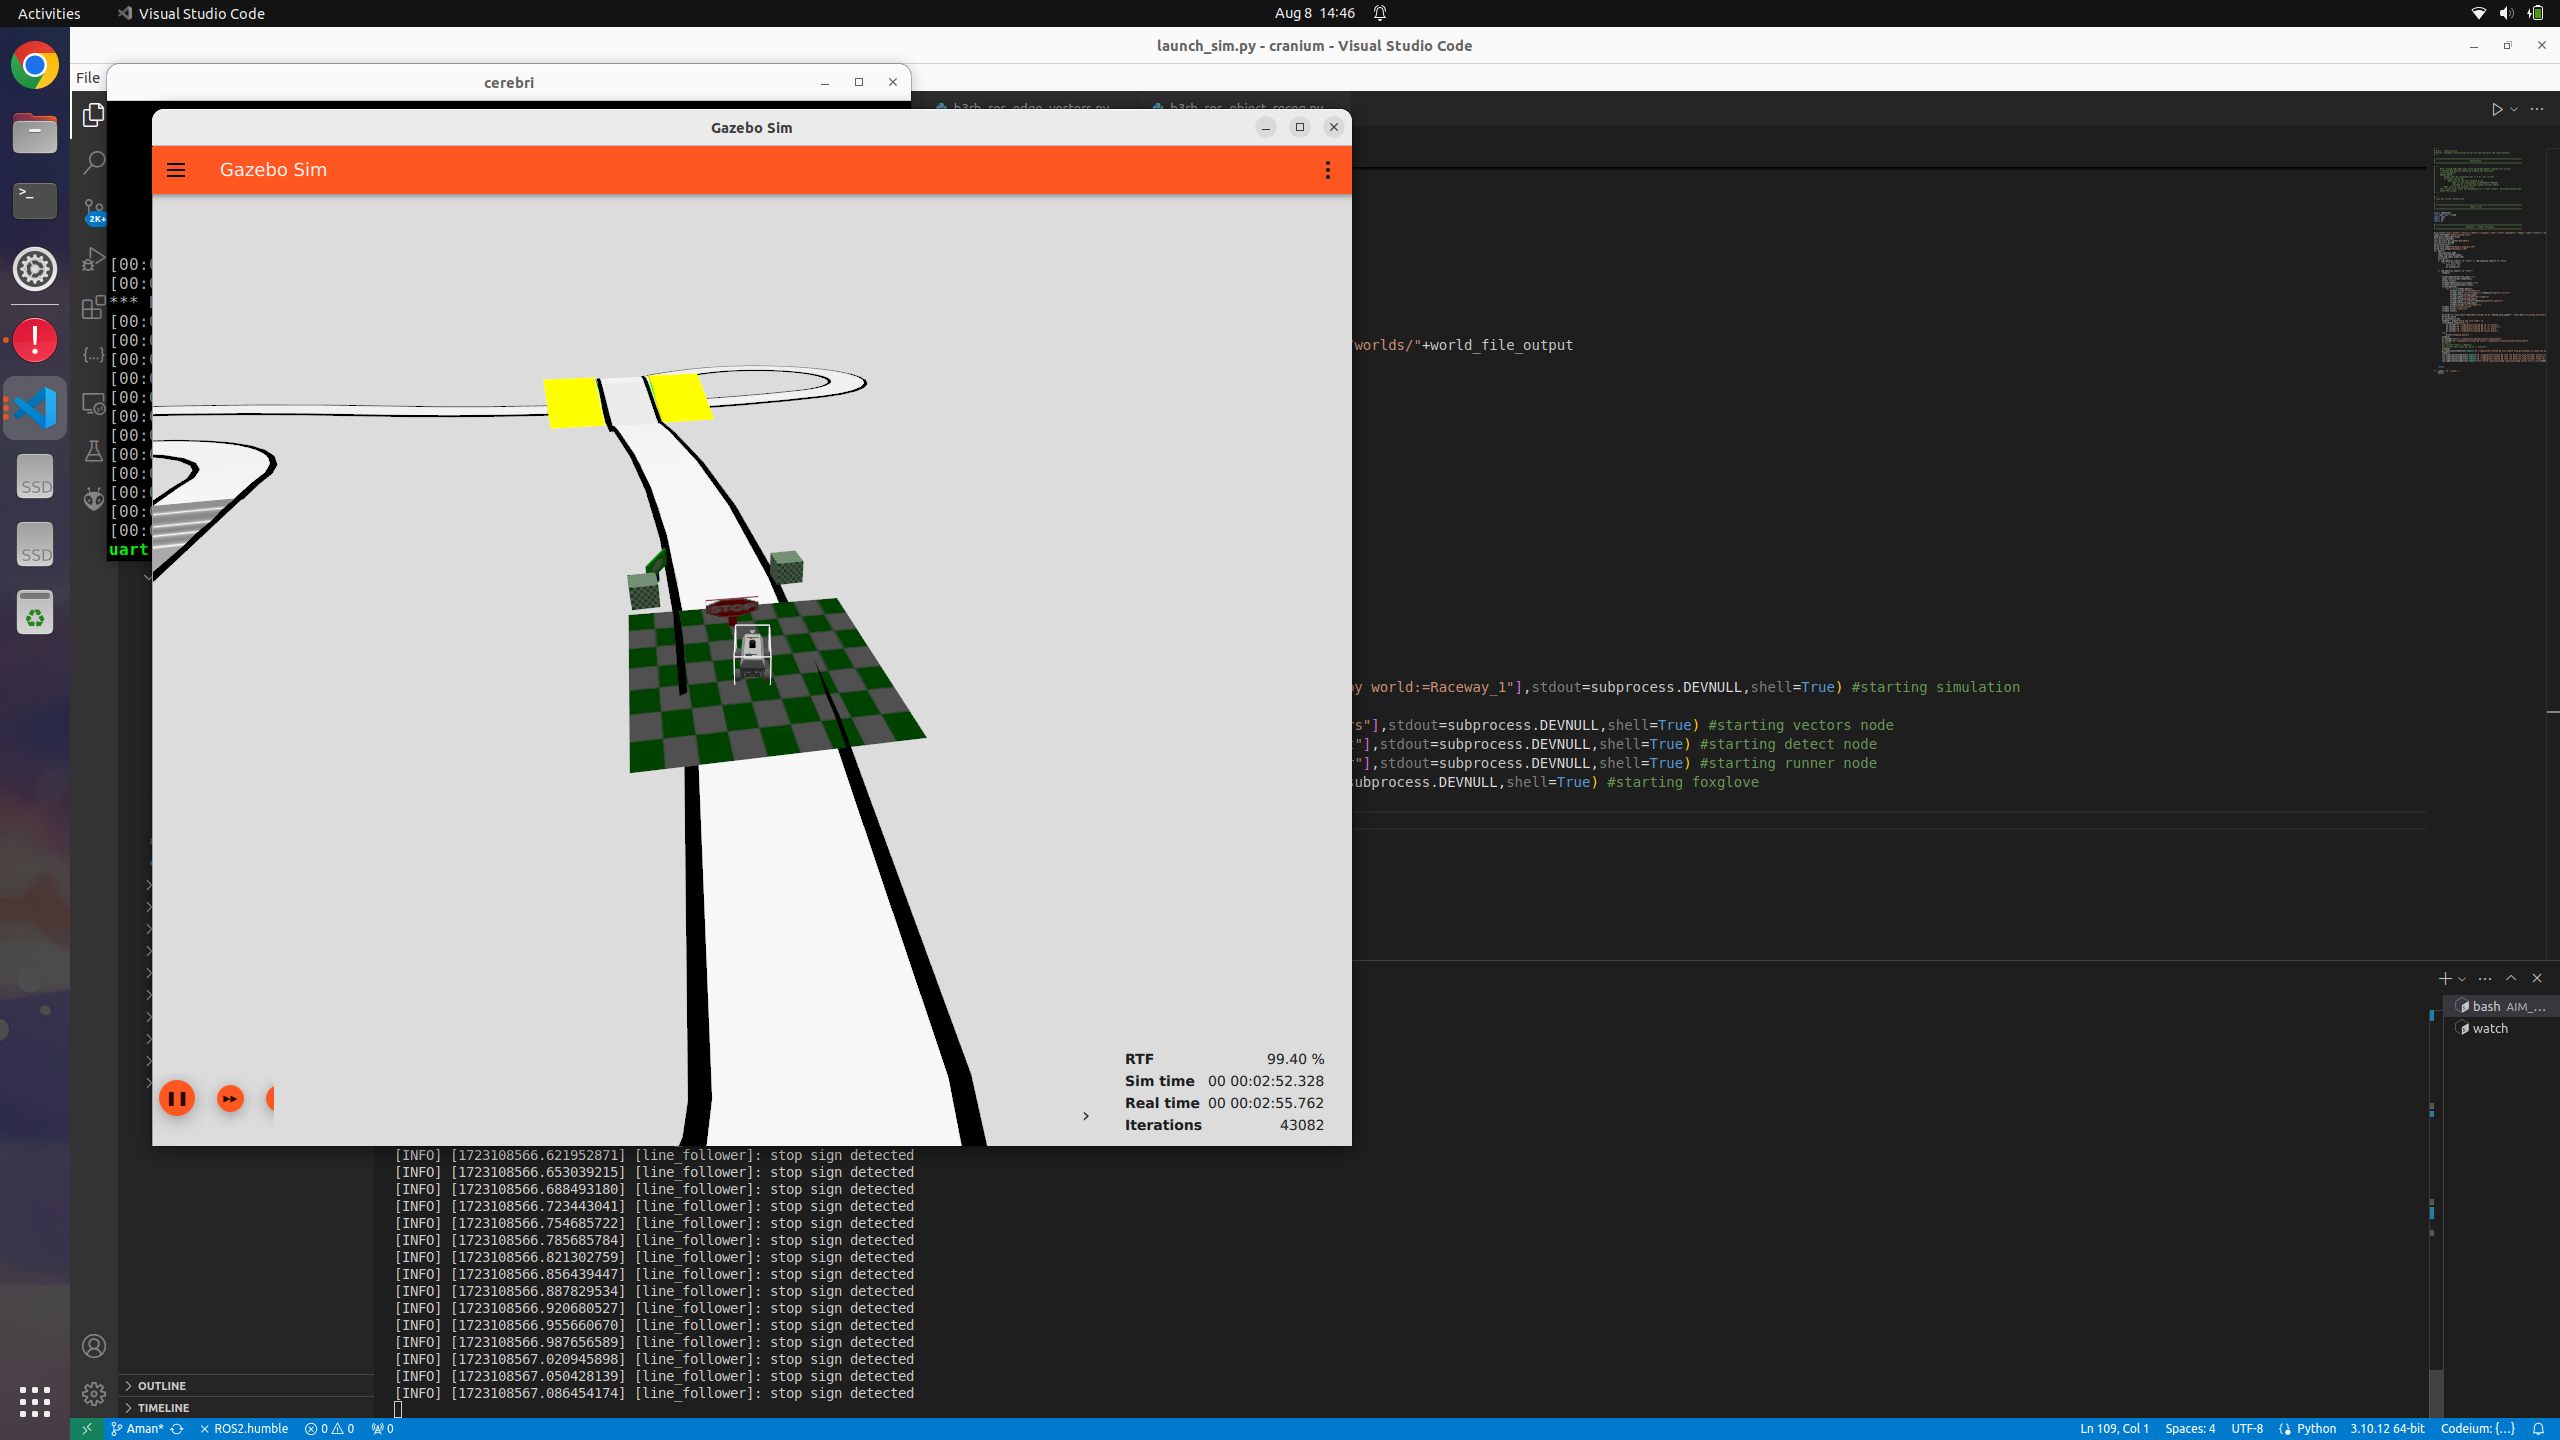 Activities
Visual Studio Code
Aug 8 14:46
launch_sim.py - cranium - Visual Studio Code
File
cerebri
Gazebo Sim
Gazebo Sim
2K+
[00:
[00:
***
[00:
[00:
[00:
[00:
[00:
[00:
[00:
[00:
[00:
[00:
[00:
[00:
uart
STOP
/worlds/"+world_file_output
py world:=Raceway_1"],stdout=subprocess.DEVNULL,shell=True) #starting simulation
rs"],stdout=subprocess.DEVNULL,shell=True) #starting vectors node
"],stdout=subprocess.DEVNULL,shell=True) #starting detect node
r"],stdout=subprocess.DEVNULL,shell=True) #starting runner node
subprocess.DEVNULL,shell=True) #starting foxglove
SSD
SSD
RTF 99.40 %
Sim time 00 00:02:52.328
Real time 00 00:02:55.762
Iterations 43082
bash AIM_...
watch
[INFO] [1723108566.621952871] [line_follower]: stop sign detected
[INFO] [1723108566.653039215] [line_follower]: stop sign detected
[INFO] [1723108566.688493180] [line_follower]: stop sign detected
[INFO] [1723108566.723443041] [line_follower]: stop sign detected
[INFO] [1723108566.754685722] [line_follower]: stop sign detected
[INFO] [1723108566.785685784] [line_follower]: stop sign detected
[INFO] [1723108566.821302759] [line_follower]: stop sign detected
[INFO] [1723108566.856439447] [line_follower]: stop sign detected
[INFO] [1723108566.887829534] [line_follower]: stop sign detected
[INFO] [1723108566.920680527] [line_follower]: stop sign detected
[INFO] [1723108566.955660670] [line_follower]: stop sign detected
[INFO] [1723108566.987656589] [line_follower]: stop sign detected
[INFO] [1723108567.020945898] [line_follower]: stop sign detected
[INFO] [1723108567.050428139] [line_follower]: stop sign detected
[INFO] [1723108567.086454174] [line_follower]: stop sign detected
OUTLINE
TIMELINE
Aman* ROS2.humble 0 0 0
Ln 109, Col 1 Spaces: 4 UTF-8 Python 3.10.12 64-bit Codeium: {...}